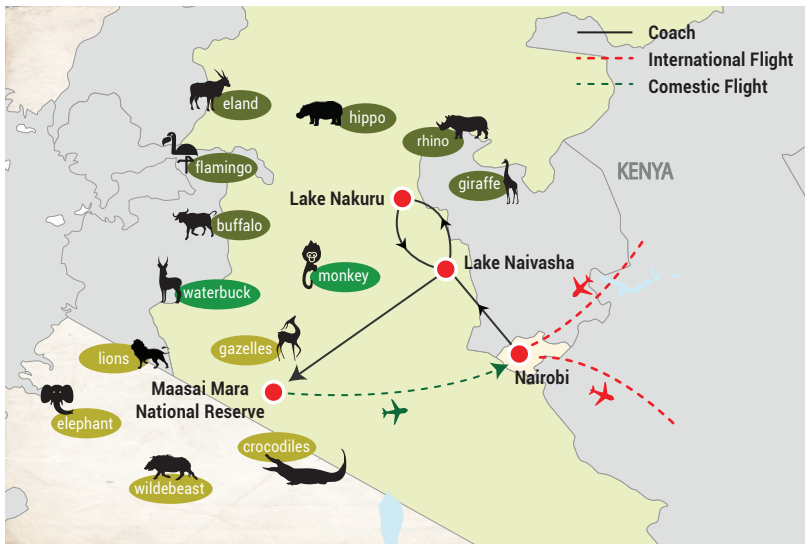 Coach
International Flight
Comestic Flight
eland
hippo
rhino
flamingo
giraffe
KENYA
Lake Nakuru
buffalo
Lake Naivasha
monkey
waterbuck
gazelles
lions
Nairobi
Maasai Mara
National Reserve
elephant
crocodiles
wildebeast